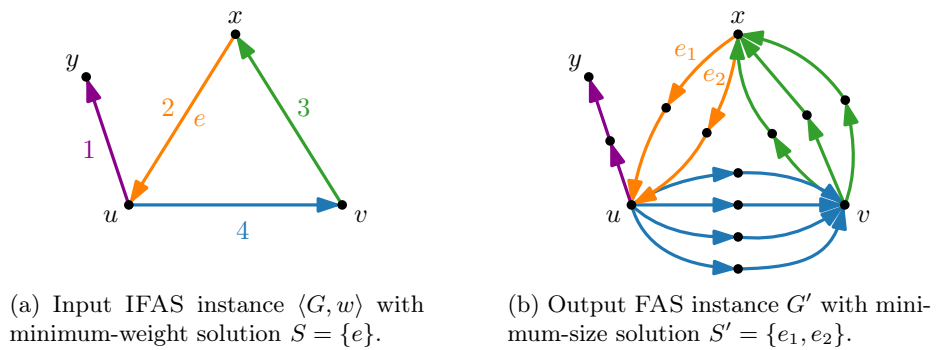 x
y
2
e
3
1
u
v
4
x
y
e₁
e₂
u
v
(a) Input IFAS instance ⟨G, w⟩ with
minimum-weight solution S = {e}.
(b) Output FAS instance G′ with mini-
mum-size solution S′ = {e₁, e₂}.